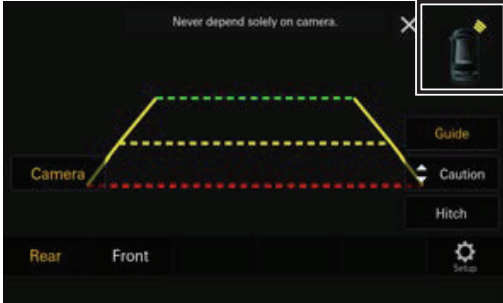 Never depend solely on camera.
Guide
Camera
Caution
Hitch
Rear
Front
Setup